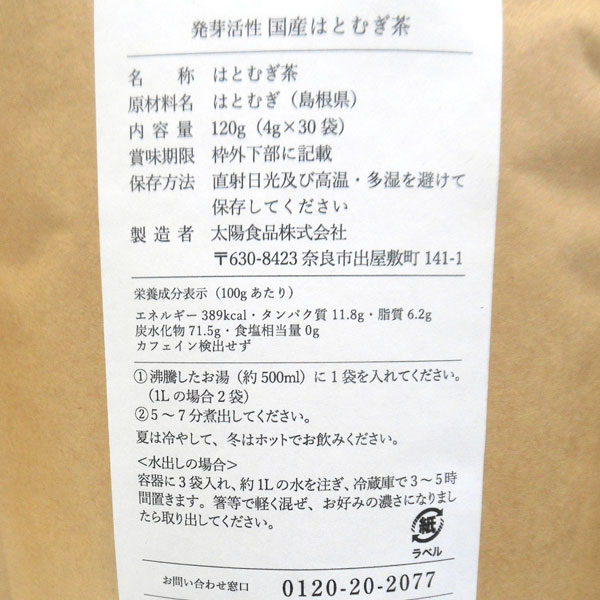 発芽活性 国産はとむぎ茶
名 称 はとむぎ茶
原材料名 はとむぎ（島根県）
内 容 量 120g（4g×30袋）
賞味期限 枠外下部に記載
保存方法 直射日光及び高温・多湿を避けて
保存してください
製 造 者 太陽食品株式会社
〒630-8423 奈良市出屋敷町 141-1
栄養成分表示（100gあたり）
エネルギー 389kcal・タンパク質 11.8g・脂質 6.2g
炭水化物 71.5g・食塩相当量 0g
カフェイン検出せず
①沸騰したお湯（約500ml）に1袋を入れてください。
（1Lの場合2袋）
②5～7分煮出してください。
夏は冷やして、冬はホットでお飲みください。
＜水出しの場合＞
容器に3袋入れ、約1Lの水を注ぎ、冷蔵庫で3～5時
間置きます。箸等で軽く混ぜ、お好みの濃さになりまし
たら取り出してください。
紙
ラベル
お問い合わせ窓口 0120-20-2077